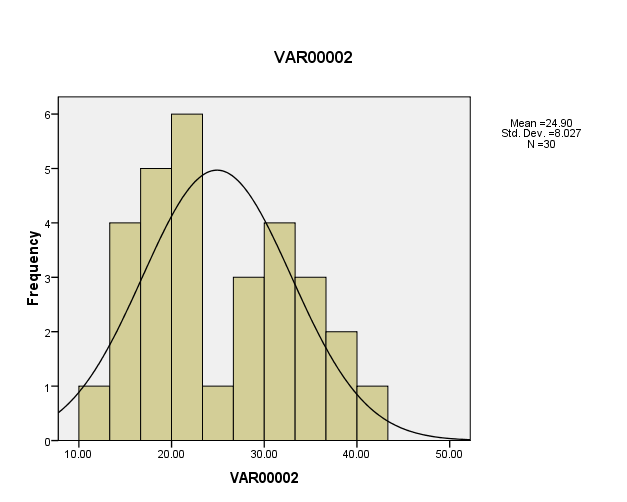 VAR00002
Mean =24.90
Std. Dev. =8.027
N =30
6
5
4
3
2
1
0
Frequency
10.00 20.00 30.00 40.00 50.00
VAR00002